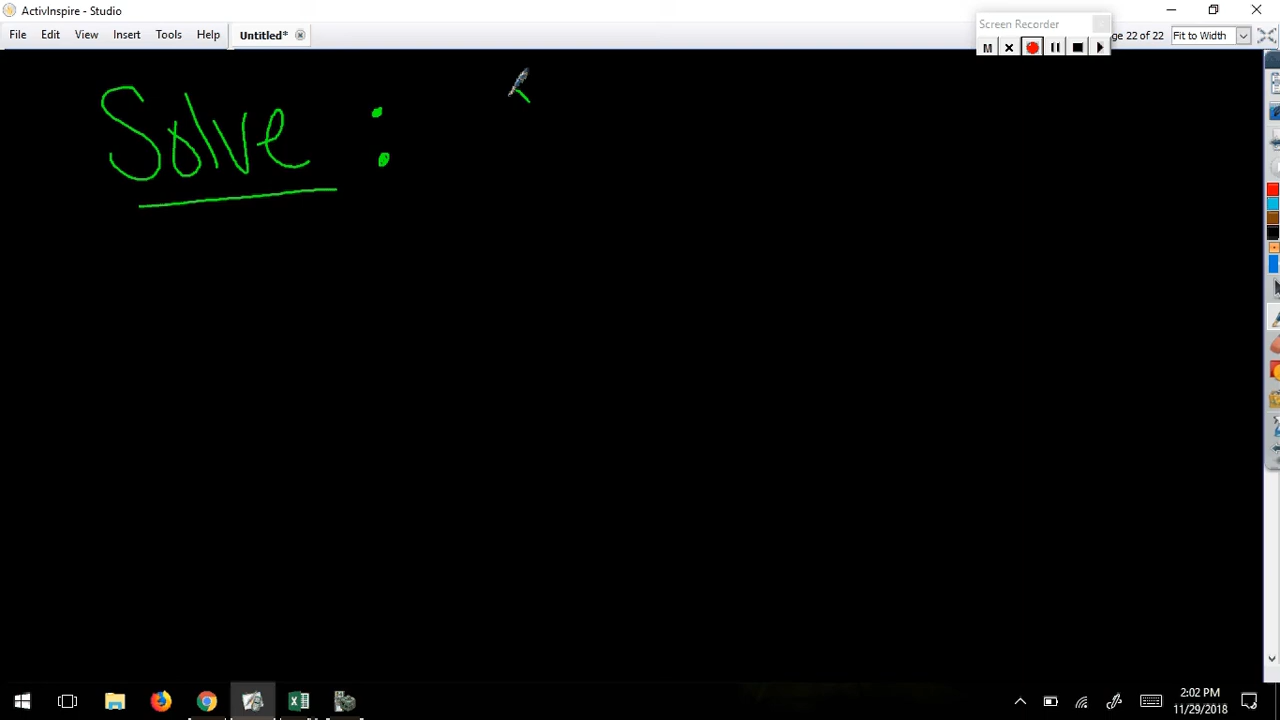 ActivInspire - Studio
File Edit View Insert Tools Help Untitled*
Screen Recorder
M
ge 22 of 22 Fit to Width
Solve :
2:02 PM
11/29/2018